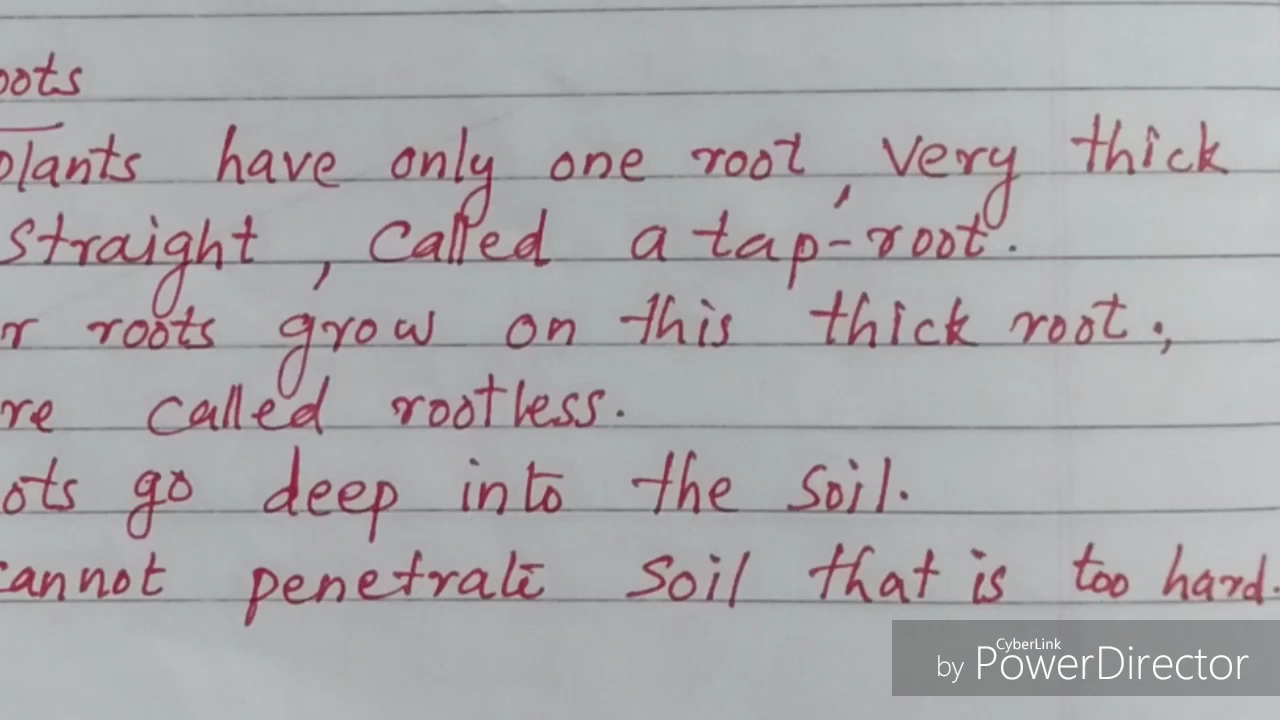 oots
plants have only one root, very thick
straight, called a tap-root.
r roots grow on this thick root.,
re called rootless.
ots go deep into the soil.
cannot penetrate soil that is too hard.
CyberLink
by PowerDirector